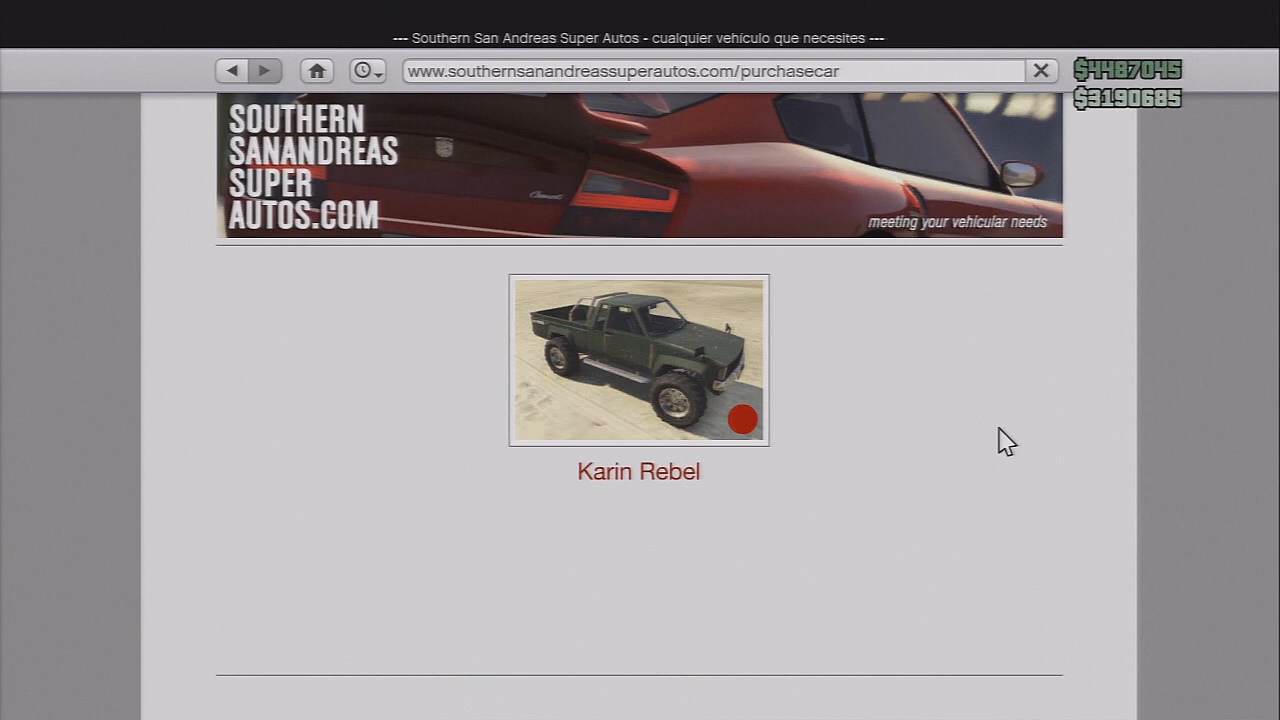 --- Southern San Andreas Super Autos - cualquier vehículo que necesites ---
www.southernsanandreassuperautos.com/purchasecar
$4487045
$3190685
SOUTHERN
SANANDREAS
SUPER
AUTOS.COM
meeting your vehicular needs
Karin Rebel